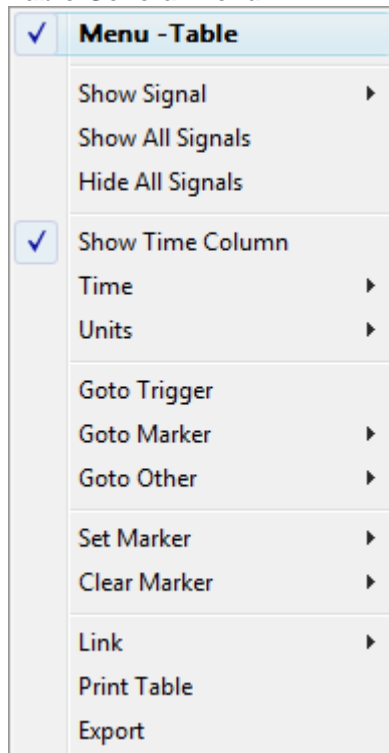 Menu -Table
Show Signal
Show All Signals
Hide All Signals
Show Time Column
Time
Units
Goto Trigger
Goto Marker
Goto Other
Set Marker
Clear Marker
Link
Print Table
Export